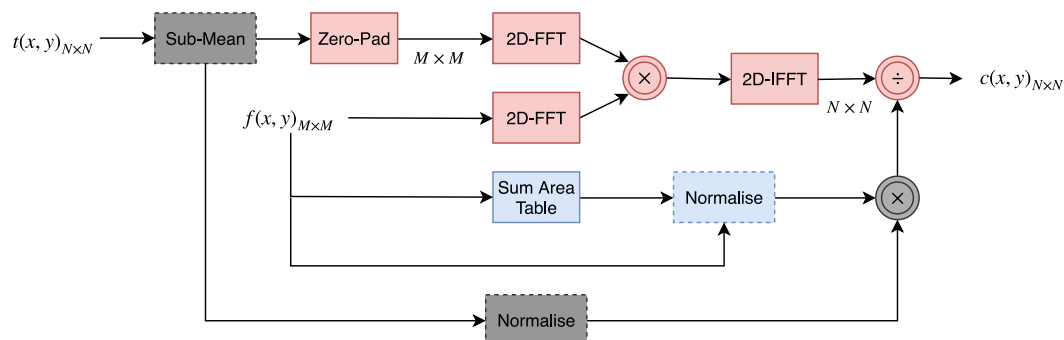 t(x, y)N×N
Sub-Mean
Zero-Pad
M × M
2D-FFT
×
2D-IFFT
N × N
÷
c(x, y)N×N
f(x, y)M×M
2D-FFT
Sum Area
Table
Normalise
×
Normalise